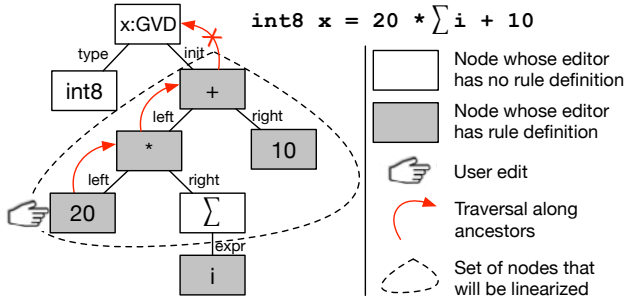 x:GVD
int8 x = 20 * ∑ i + 10
type
init
int8
+
left
right
*
10
left
right
20
∑
expr
i
Node whose editor
has no rule definition
Node whose editor
has rule definition
User edit
Traversal along
ancestors
Set of nodes that
will be linearized